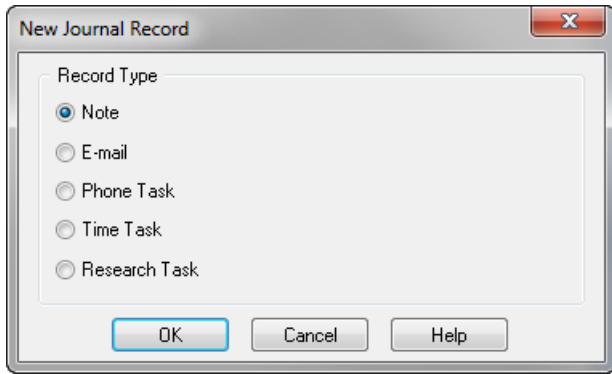 New Journal Record
Record Type
Note
E-mail
Phone Task
Time Task
Research Task
OK Cancel Help